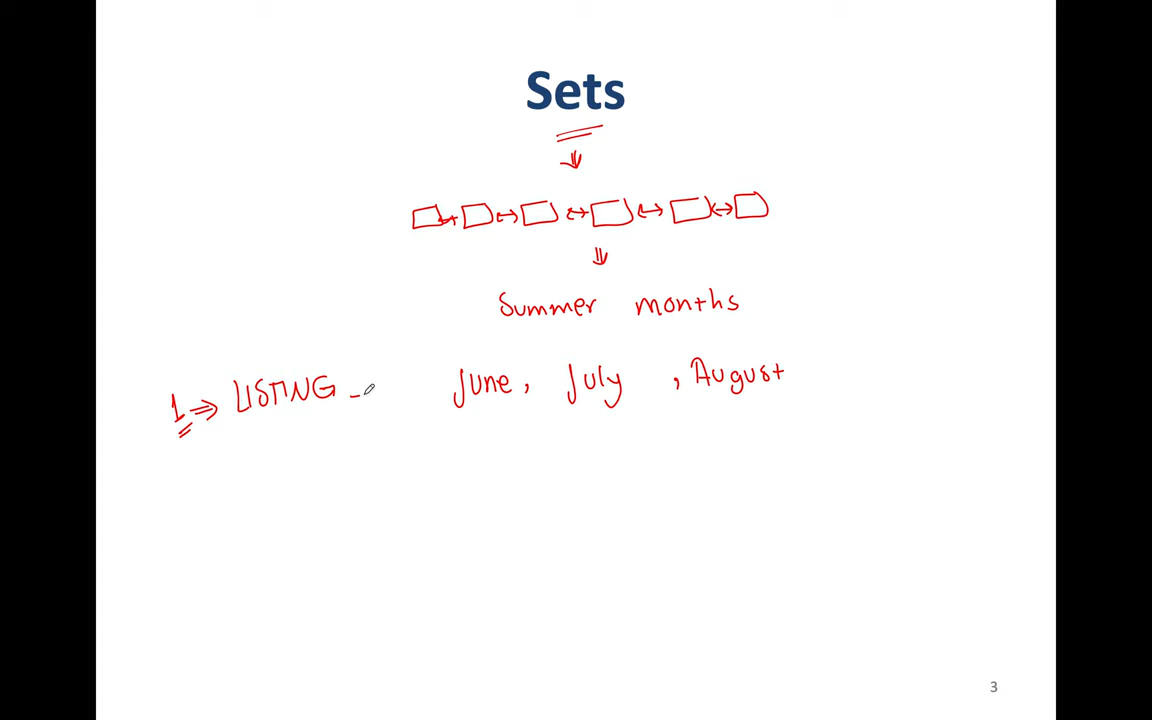 Sets
Summer months
1 ⇒ LISTING - June, July , August
3